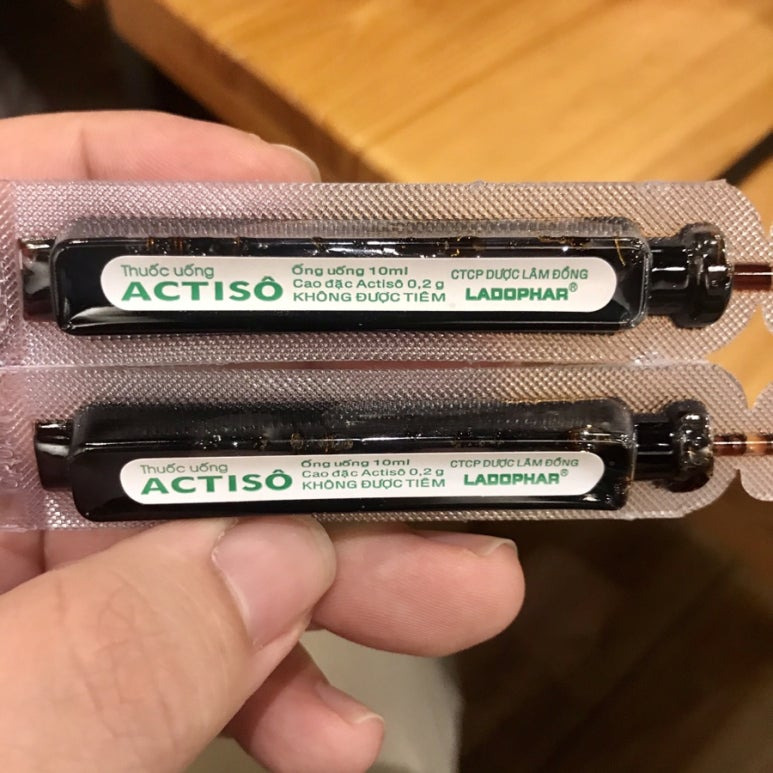 Thuốc uống
ACTISÔ
Ống uống 10ml
Cao đặc Actisô 0,2 g
KHÔNG ĐƯỢC TIÊM
CTCP DƯỢC LÂM ĐỒNG
LADOPHAR®
Thuốc uống
ACTISÔ
Ống uống 10ml
Cao đặc Actisô 0,2 g
KHÔNG ĐƯỢC TIÊM
CTCP DƯỢC LÂM ĐỒNG
LADOPHAR®